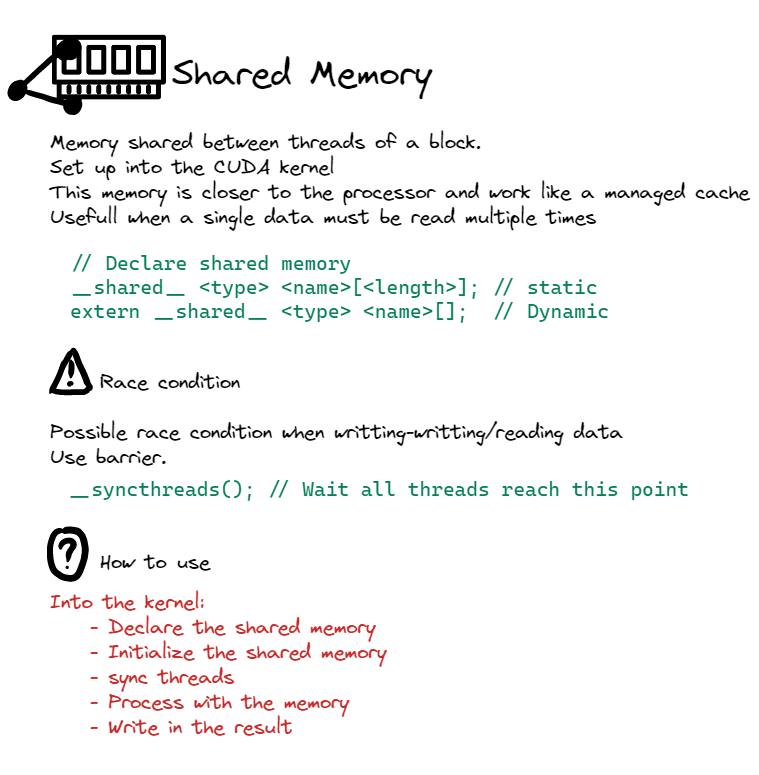 Shared Memory
Memory shared between threads of a block.
Set up into the CUDA kernel
This memory is closer to the processor and work like a managed cache
Usefull when a single data must be read multiple times
// Declare shared memory
__shared__ <type> <name>[<length>]; // static
extern __shared__ <type> <name>[]; // Dynamic
Race condition
Possible race condition when writting-writting/reading data
Use barrier.
__syncthreads(); // Wait all threads reach this point
How to use
Into the kernel:
- Declare the shared memory
- Initialize the shared memory
- sync threads
- Process with the memory
- Write in the result